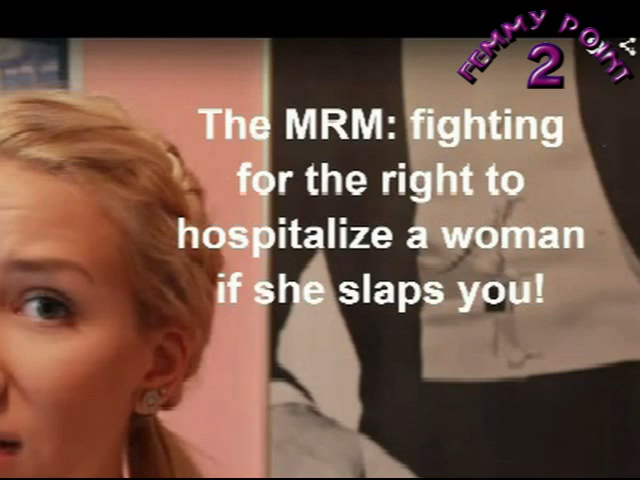 FEMMY POINT
2
The MRM: fighting
for the right to
hospitalize a woman
if she slaps you!